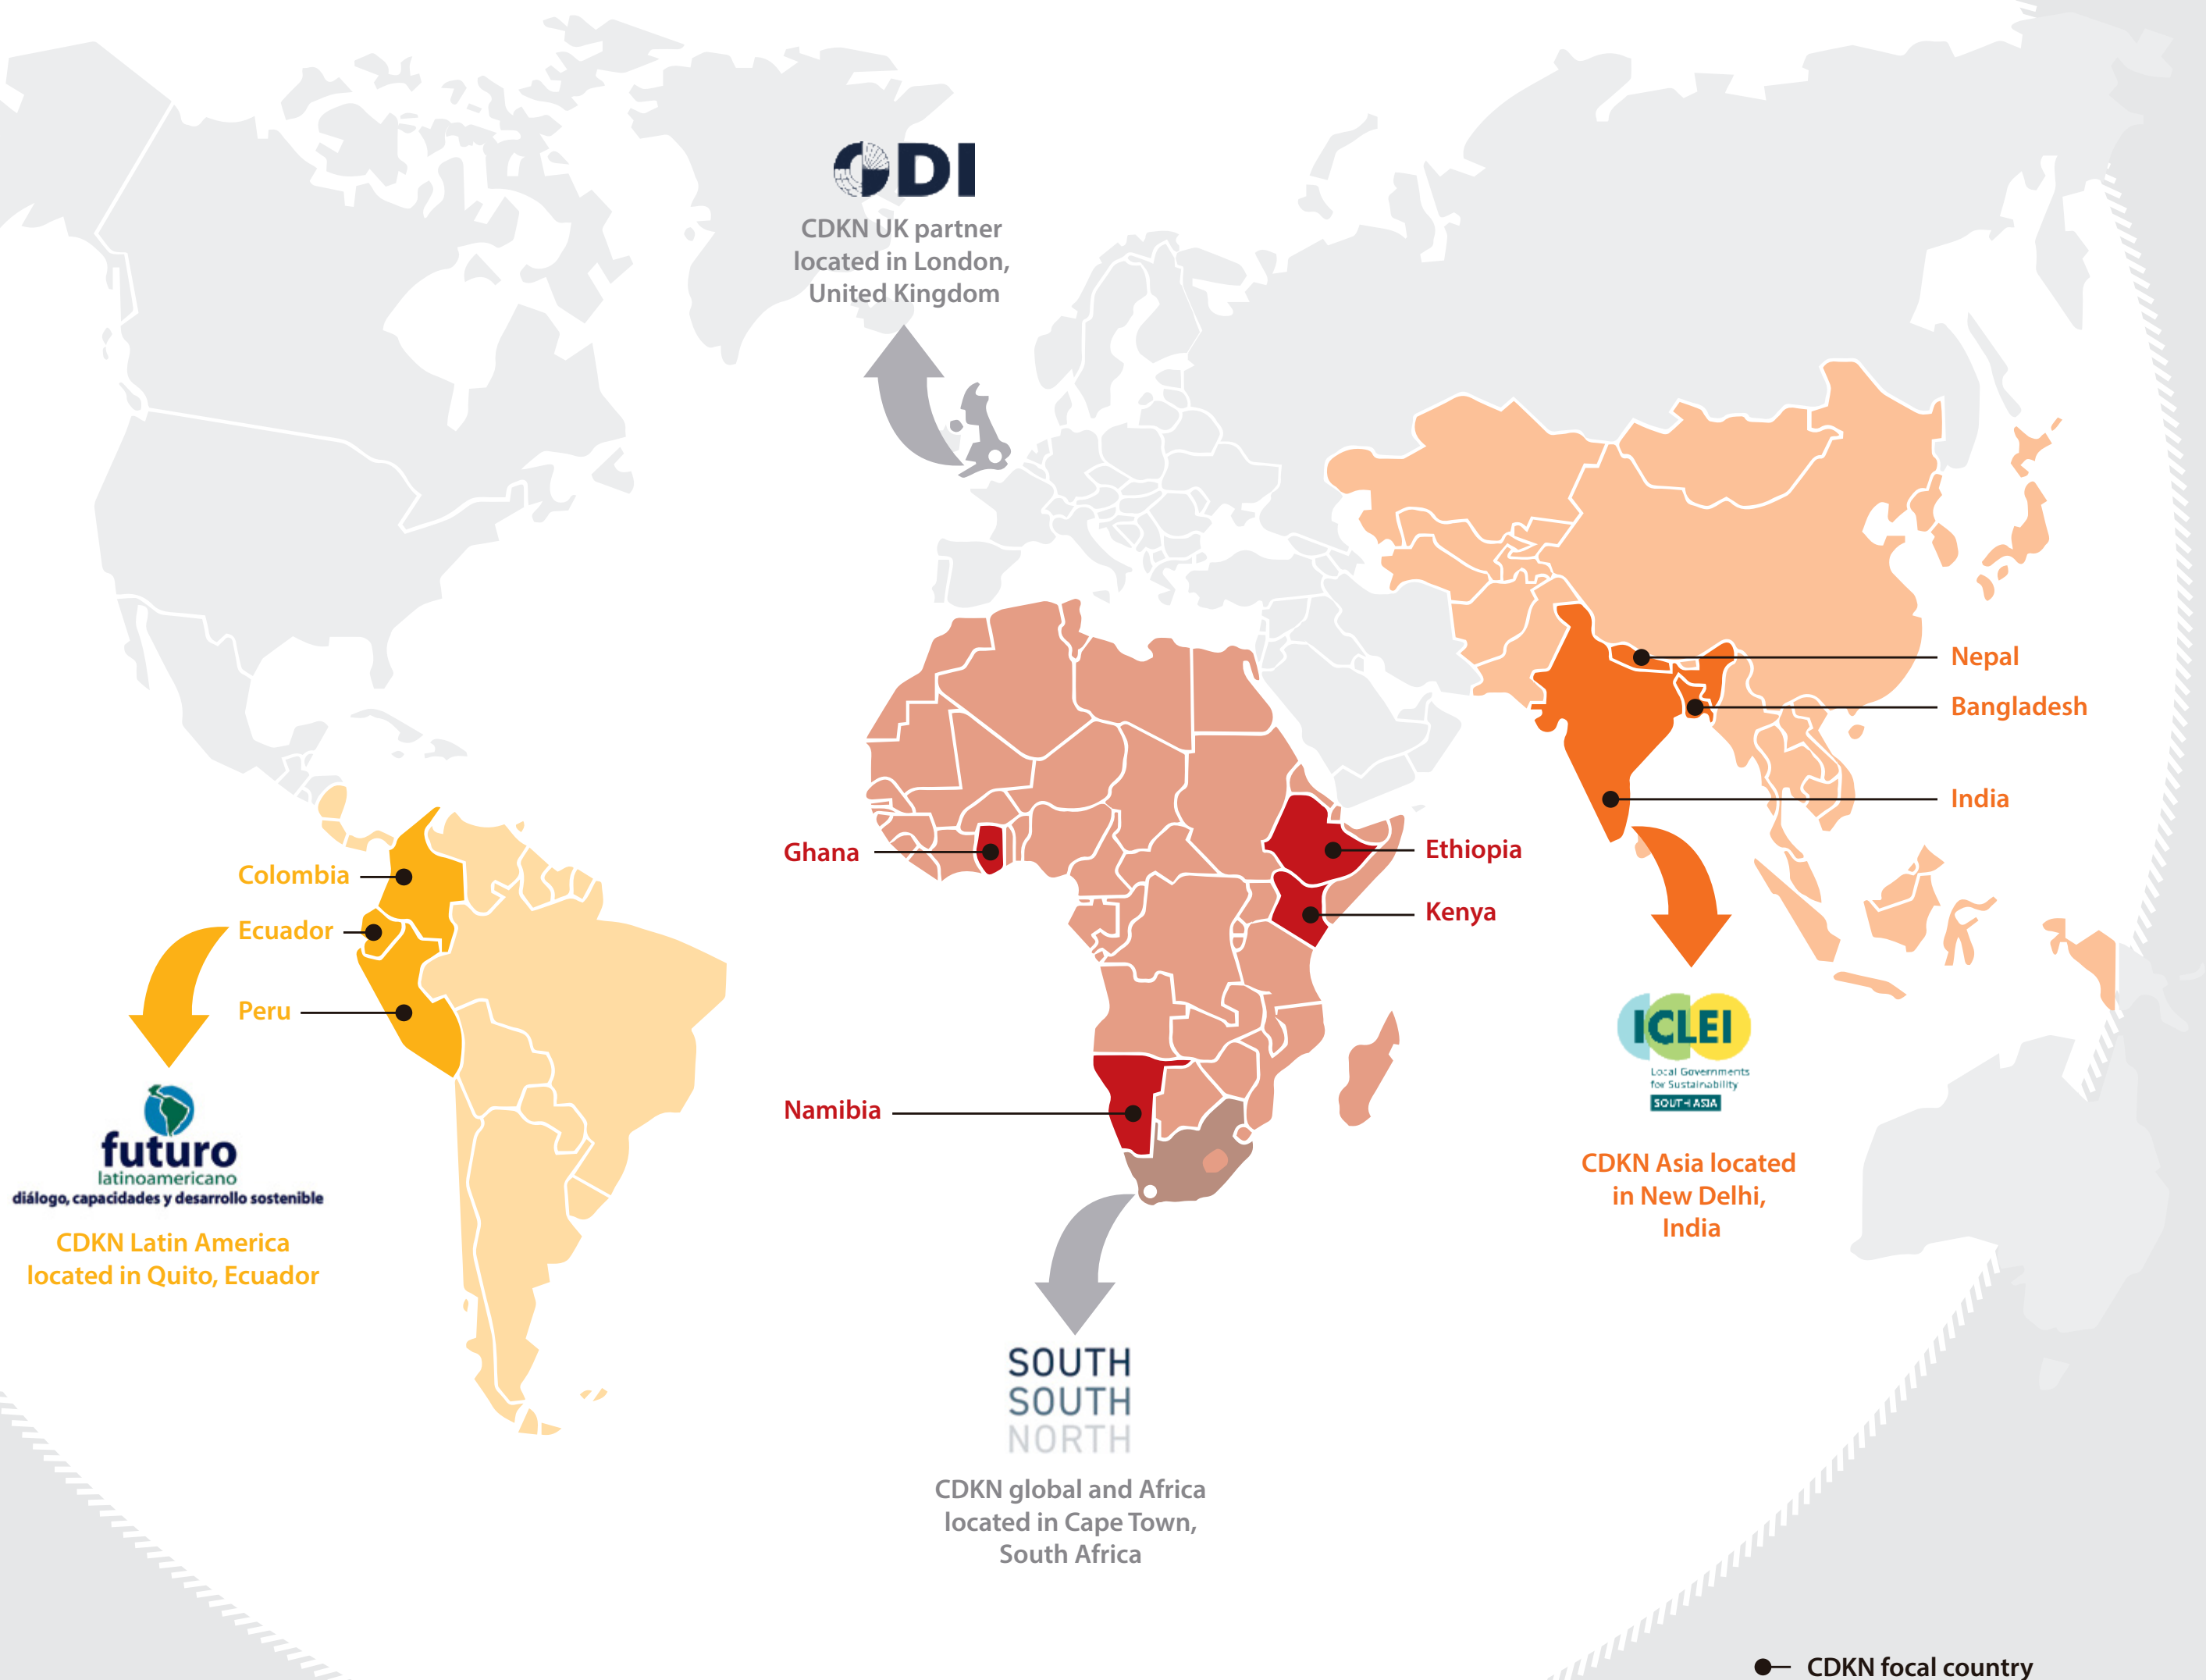 ODI
CDKN UK partner
located in London,
United Kingdom
Nepal
Bangladesh
India
Ghana
Ethiopia
Kenya
Namibia
Colombia
Ecuador
Peru
futuro
latinoamericano
diálogo, capacidades y desarrollo sostenible
CDKN Latin America
located in Quito, Ecuador
ICLEI
Local Governments
for Sustainability
SOUTH ASIA
CDKN Asia located
in New Delhi,
India
SOUTH
SOUTH
NORTH
CDKN global and Africa
located in Cape Town,
South Africa
CDKN focal country